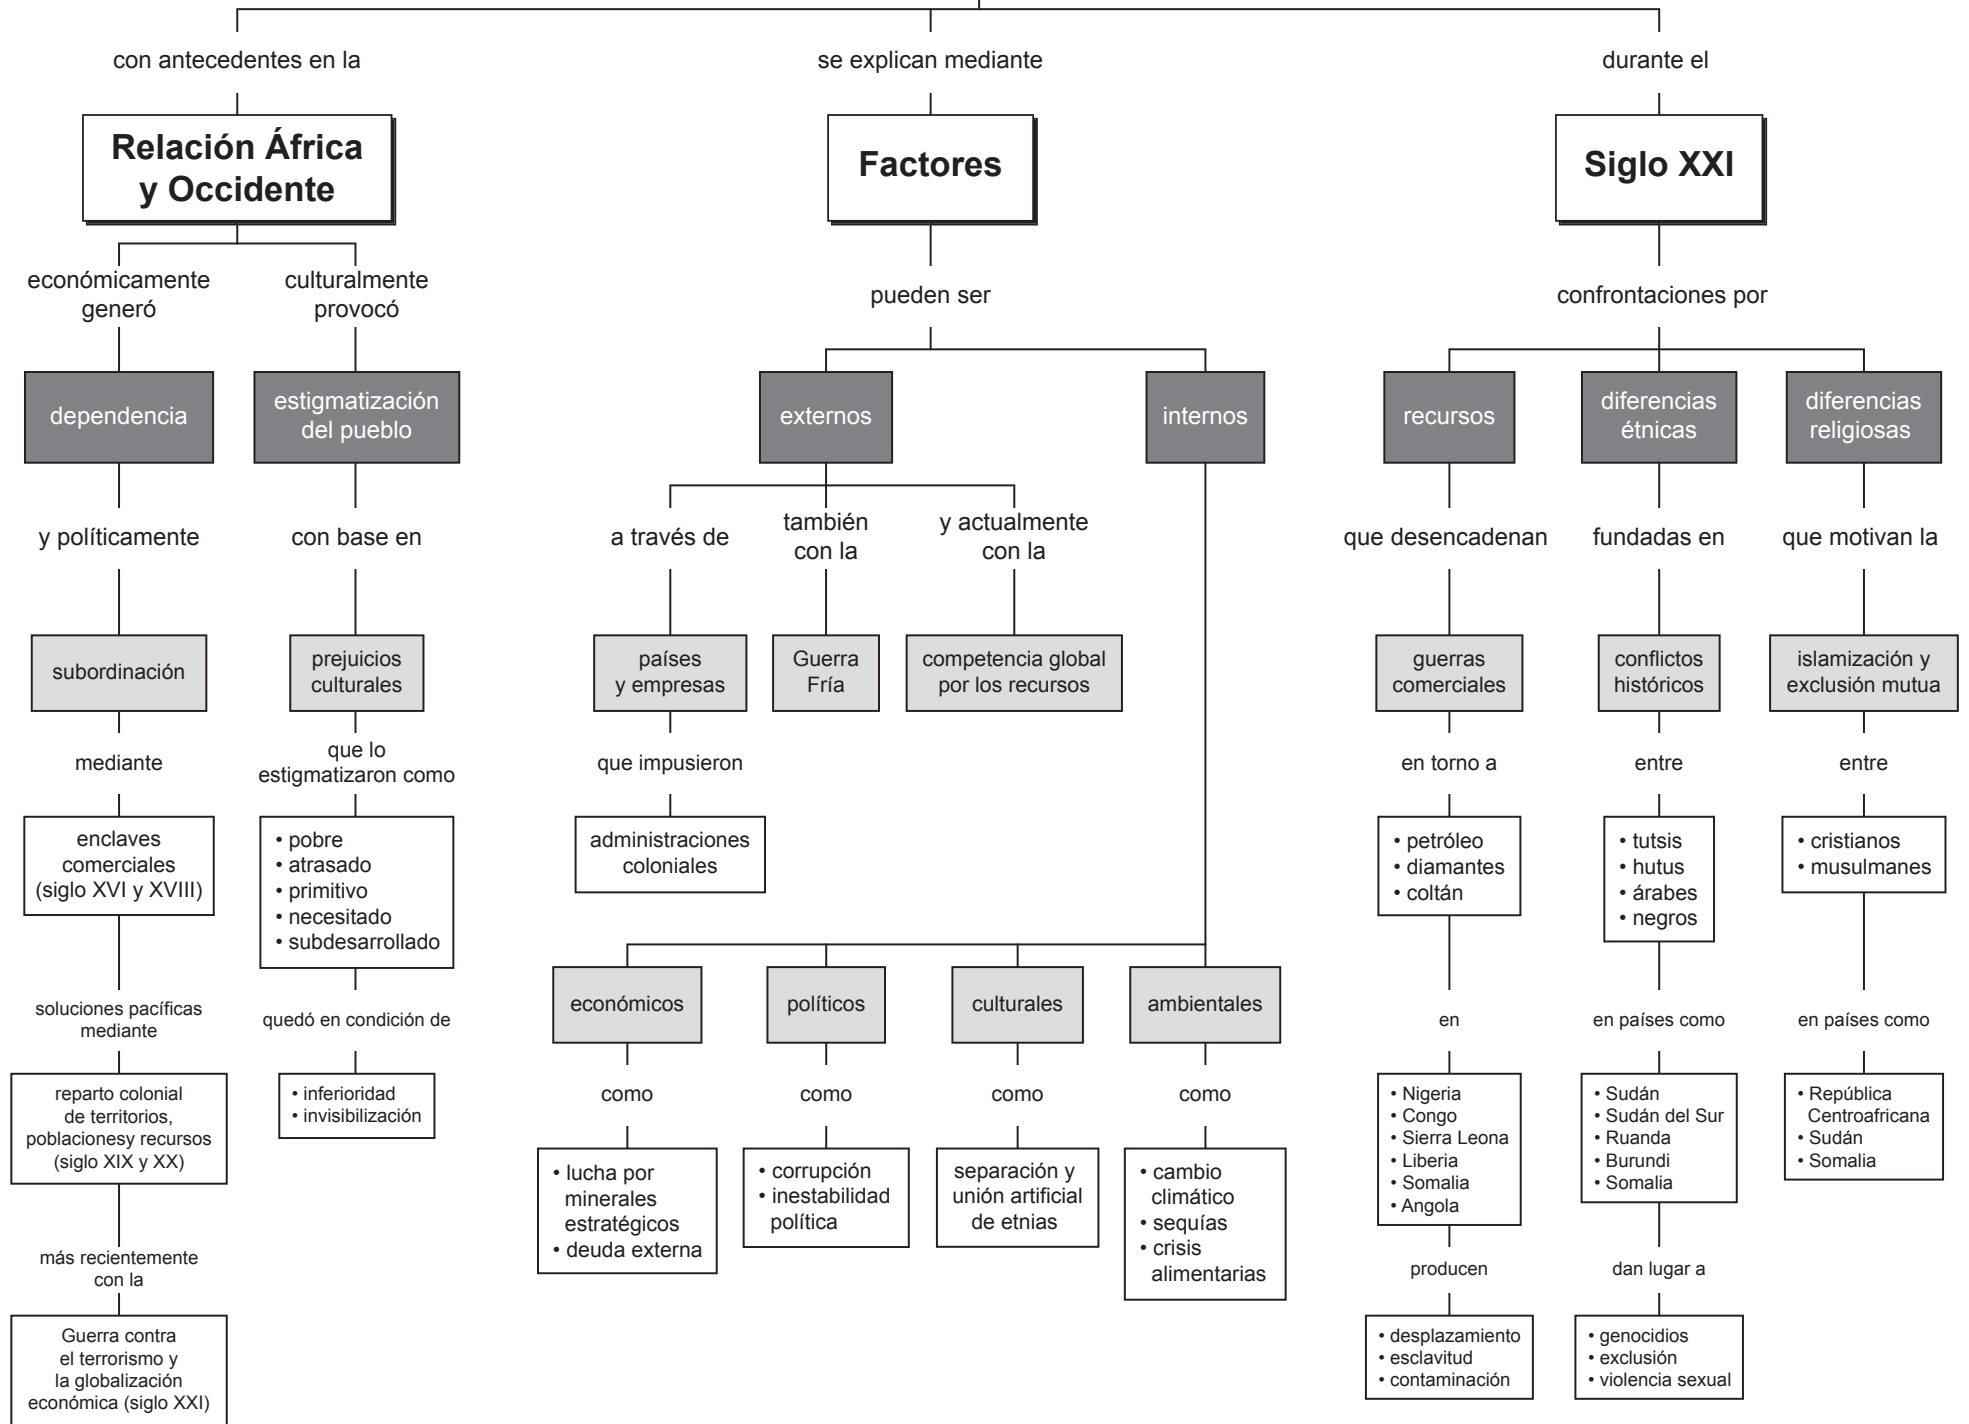 con antecedentes en la
Relación África
y Occidente
económicamente
generó
dependencia
y políticamente
subordinación
mediante
enclaves
comerciales
(siglo XVI y XVIII)
soluciones pacíficas
mediante
reparto colonial
de territorios,
poblacionesy recursos
(siglo XIX y XX)
más recientemente
con la
Guerra contra
el terrorismo y
la globalización
económica (siglo XXI)
culturalmente
provocó
estigmatización
del pueblo
con base en
prejuicios
culturales
que lo
estigmatizaron como
• pobre
• atrasado
• primitivo
• necesitado
• subdesarrollado
quedó en condición de
• inferioridad
• invisibilización
se explican mediante
Factores
pueden ser
externos
a través de
países
y empresas
que impusieron
administraciones
coloniales
también
con la
Guerra
Fría
y actualmente
con la
competencia global
por los recursos
internos
económicos
como
• lucha por
minerales
estratégicos
• deuda externa
políticos
como
• corrupción
• inestabilidad
política
culturales
como
separación y
unión artificial
de etnias
ambientales
como
• cambio
climático
• sequías
• crisis
alimentarias
durante el
Siglo XXI
confrontaciones por
recursos
que desencadenan
guerras
comerciales
en torno a
• petróleo
• diamantes
• coltán
en
• Nigeria
• Congo
• Sierra Leona
• Liberia
• Somalia
• Angola
producen
• desplazamiento
• esclavitud
• contaminación
diferencias
étnicas
fundadas en
conflictos
históricos
entre
• tutsis
• hutus
• árabes
• negros
en países como
• Sudán
• Sudán del Sur
• Ruanda
• Burundi
• Somalia
dan lugar a
• genocidios
• exclusión
• violencia sexual
diferencias
religiosas
que motivan la
islamización y
exclusión mutua
entre
• cristianos
• musulmanes
en países como
• República
Centroafricana
• Sudán
• Somalia